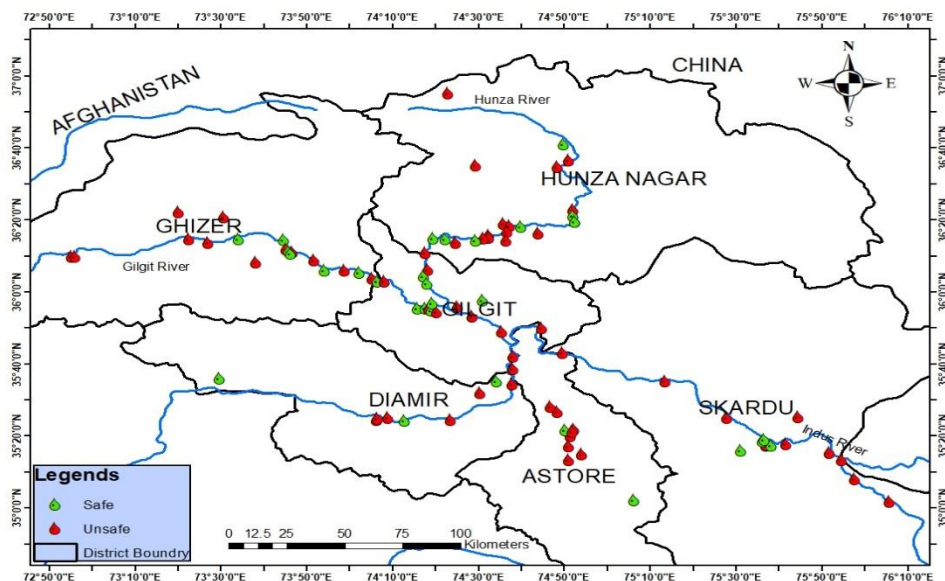 72°50'0"E 73°10'0"E 73°30'0"E 73°50'0"E 74°10'0"E 74°30'0"E 74°50'0"E 75°10'0"E 75°30'0"E 75°50'0"E 76°10'0"E
N
W E
S
CHINA
AFGHANISTAN
37°0'0"N
Hunza River
36°40'0"N
HUNZA NAGAR
36°20'0"N
GHIZER
Gilgit River
36°0'0"N
GILGIT
35°40'0"N
DIAMIR
SKARDU
Indus River
35°20'0"N
ASTORE
35°0'0"N
Legends
Safe
Unsafe
District Boundary
0 12.5 25 50 75 100
Kilometers